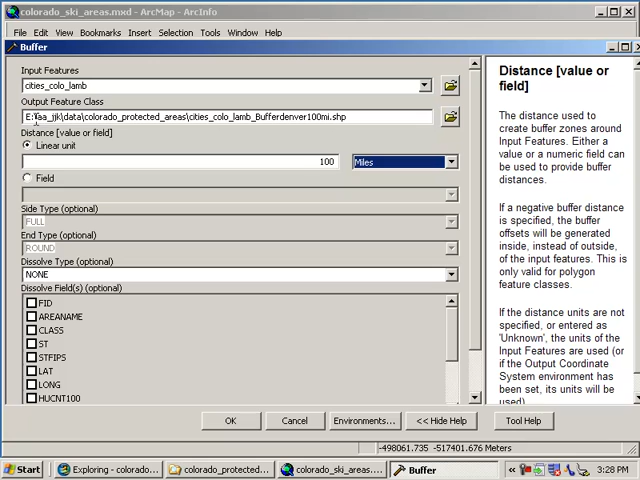 colorado_ski_areas.mxd - ArcMap - ArcInfo
File Edit View Bookmarks Insert Selection Tools Window Help
Buffer
Input Features
cities_colo_lamb
Output Feature Class
data\colorado_protected_areas\cities_colo_lamb_Bufferdenver100mi.shp
Distance [value or field]
Linear unit
100 Miles
Field
Side Type (optional)
FULL
End Type (optional)
ROUND
Dissolve Type (optional)
NONE
Dissolve Field(s) (optional)
FID
AREANAME
CLASS
ST
STFIPS
LAT
LONG
HUCNT100
Distance [value or field]
The distance used to create buffer zones around Input Features. Either a value or a numeric field can be used to provide buffer distances.
If a negative buffer distance is specified, the buffer offsets will be generated inside, instead of outside, of the input features. This is only valid for polygon feature classes.
If the distance units are not specified, or entered as 'Unknown', the units of the Input Features are used (or if the Output Coordinate System environment has been set, its units will be used).
OK Cancel Environments... << Hide Help Tool Help
-498061.735 -517401.676 Meters
Start Exploring - colorado... colorado_protected... colorado_ski_areas.... Buffer « 3:28 PM